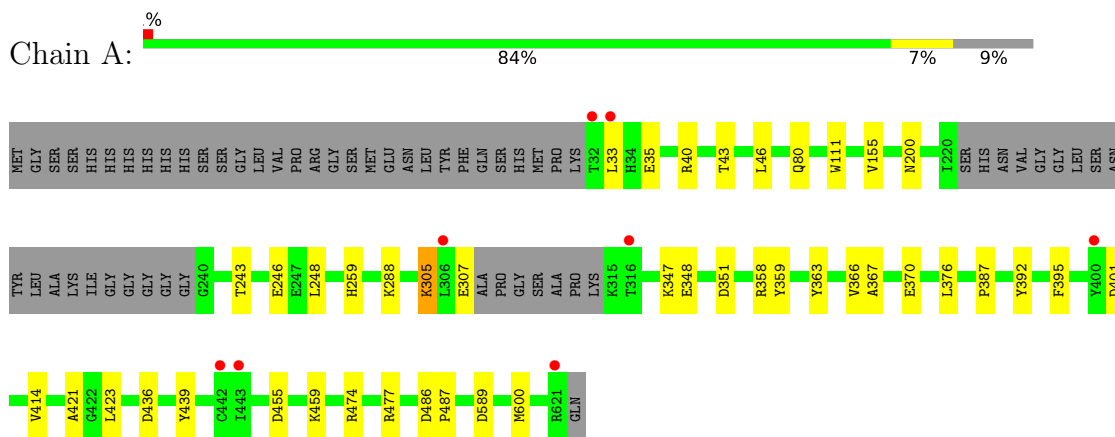 .%
Chain A:
84% 7% 9%
MET GLY SER SER HIS HIS HIS HIS HIS HIS SER SER GLY LEU VAL PRO ARG GLY SER MET GLU ASN LEU TYR PHE GLN SER HIS MET PRO LYS T32 L33 H34 E35 R40 T43 L46 Q80 W111 V155 N200 I220 SER HIS ASN VAL GLY GLY LEU SER ASN
TYR LEU ALA LYS ILE GLY GLY GLY GLY GLY G240 T243 E246 E247 L248 H259 K288 K305 L306 E307 ALA PRO GLY SER ALA PRO LYS K315 T316 K347 E348 D351 R358 Y359 Y363 V366 A367 E370 L376 P387 Y392 F395 Y400 D401
V414 A421 G422 L423 D436 Y439 C442 I443 D455 K459 R474 R477 D486 P487 D589 M600 R621 GLN